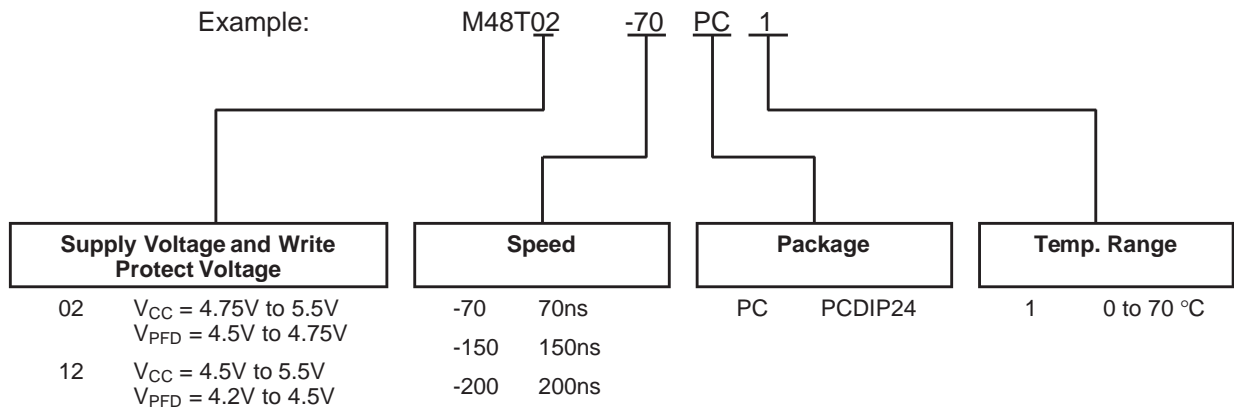 Example: M48T02 -70 PC 1
Supply Voltage and Write
Protect Voltage
Speed
Package
Temp. Range
02 VCC = 4.75V to 5.5V
VPFD = 4.5V to 4.75V
12 VCC = 4.5V to 5.5V
VPFD = 4.2V to 4.5V
-70 70ns
-150 150ns
-200 200ns
PC PCDIP24
1 0 to 70 °C